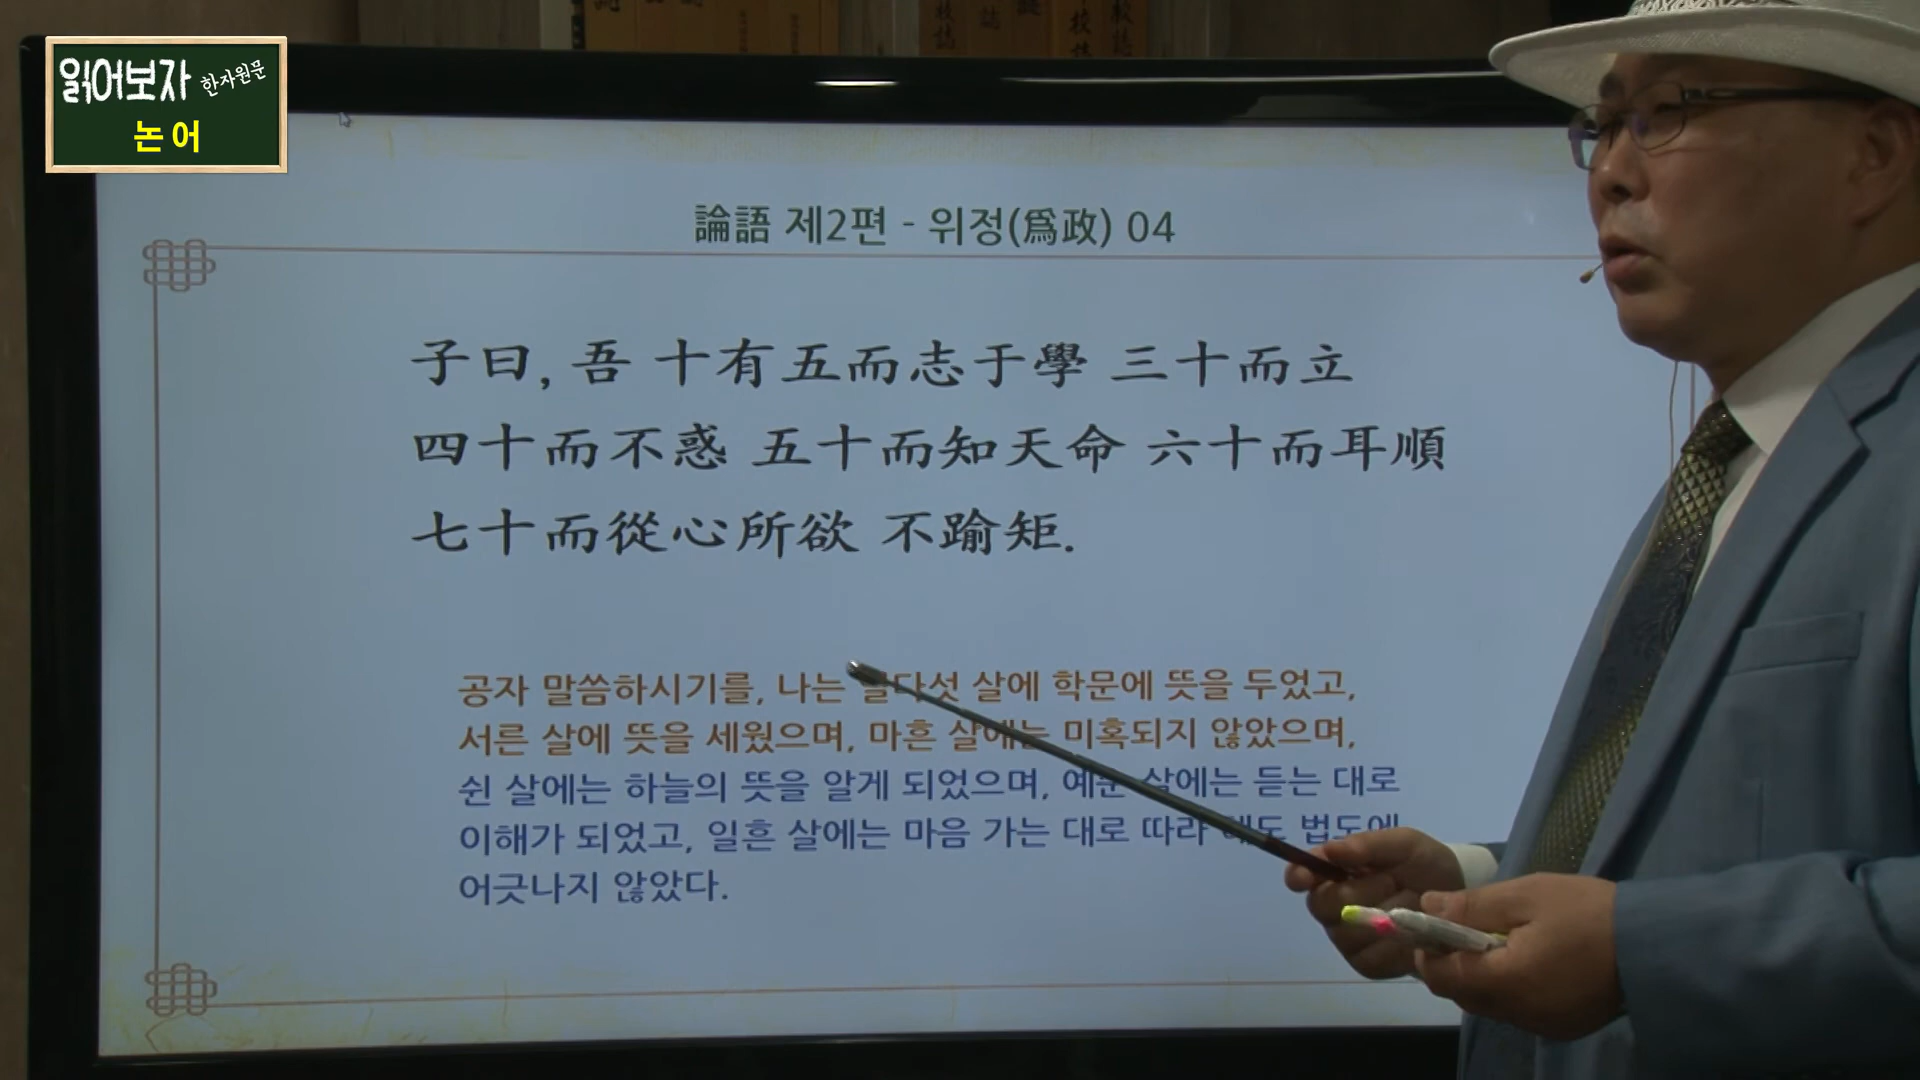 읽어보자 한자원문
논어
論語 제2편 - 위정(爲政) 04
子曰, 吾 十有五而志于學 三十而立
四十而不惑 五十而知天命 六十而耳順
七十而從心所欲 不踰矩.
공자 말씀하시기를, 나는 열다섯 살에 학문에 뜻을 두었고,
서른 살에 뜻을 세웠으며, 마흔 살에는 미혹되지 않았으며,
쉰 살에는 하늘의 뜻을 알게 되었으며, 예순 살에는 듣는 대로
이해가 되었고, 일흔 살에는 마음 가는 대로 따라 해도 법도에
어긋나지 않았다.